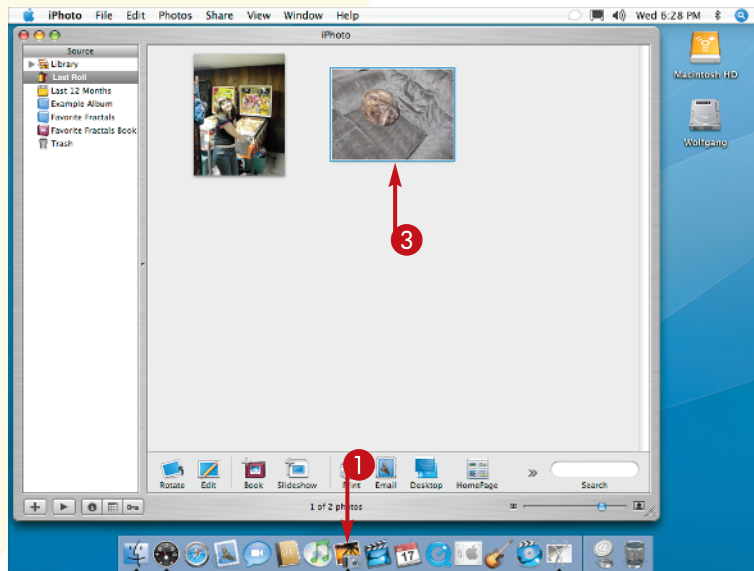 iPhoto File Edit Photos Share View Window Help Wed 6:28 PM
iPhoto
Source
Library
Last Roll
Last 12 Months
Example Album
Favorite Fractals
Favorite Fractals Book
Trash
Macintosh HD
Wolfgang
3
1
Rotate Edit Book Slideshow Print Email Desktop HomePage » Search
1 of 2 photos
17